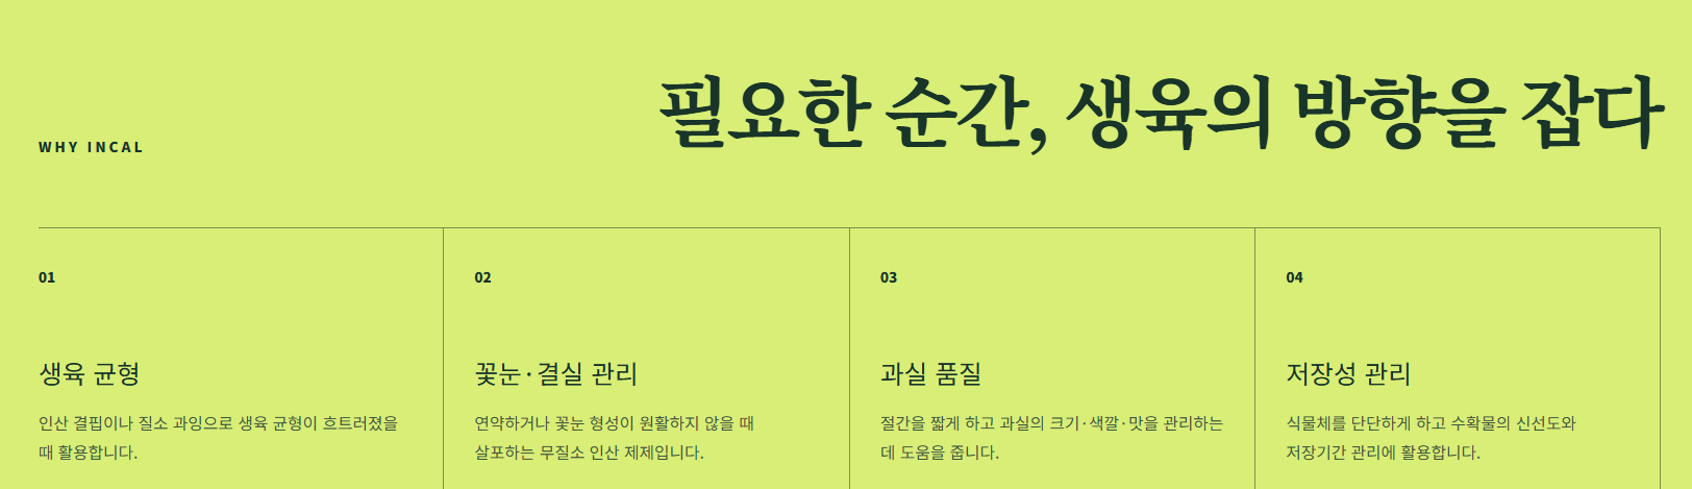 필요한 순간, 생육의 방향을 잡다
WHY INCAL
01
생육 균형
인산 결핍이나 질소 과잉으로 생육 균형이 흐트러졌을
때 활용합니다.
02
꽃눈·결실 관리
연약하거나 꽃눈 형성이 원활하지 않을 때
살포하는 무질소 인산 제제입니다.
03
과실 품질
절간을 짧게 하고 과실의 크기·색깔·맛을 관리하는
데 도움을 줍니다.
04
저장성 관리
식물체를 단단하게 하고 수확물의 신선도와
저장기간 관리에 활용합니다.